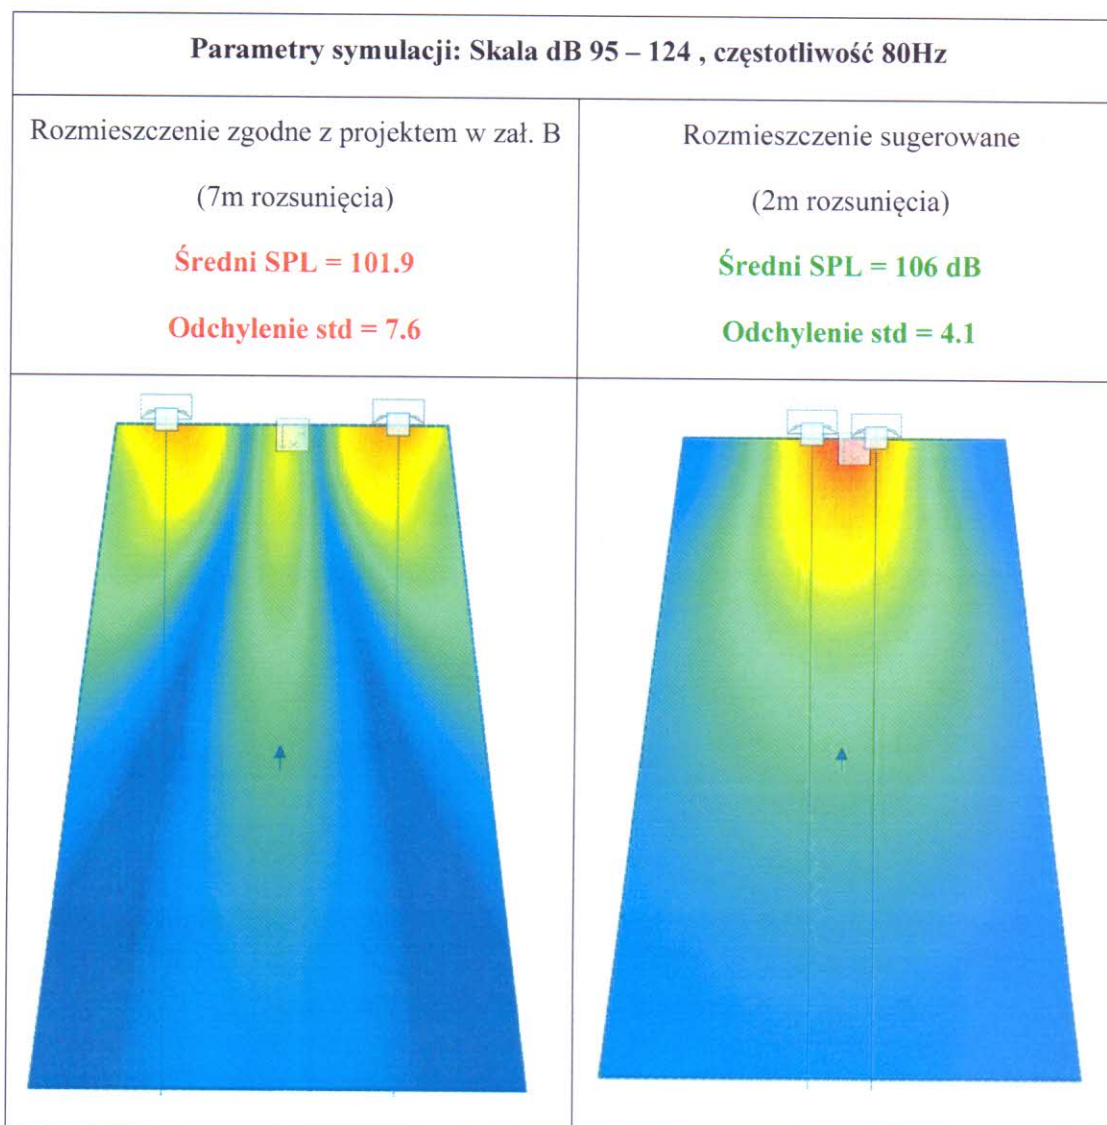 Parametry symulacji: Skala dB 95 – 124 , częstotliwość 80Hz
Rozmieszczenie zgodne z projektem w zał. B
(7m rozsunięcia)
Średni SPL = 101.9
Odchylenie std = 7.6
Rozmieszczenie sugerowane
(2m rozsunięcia)
Średni SPL = 106 dB
Odchylenie std = 4.1